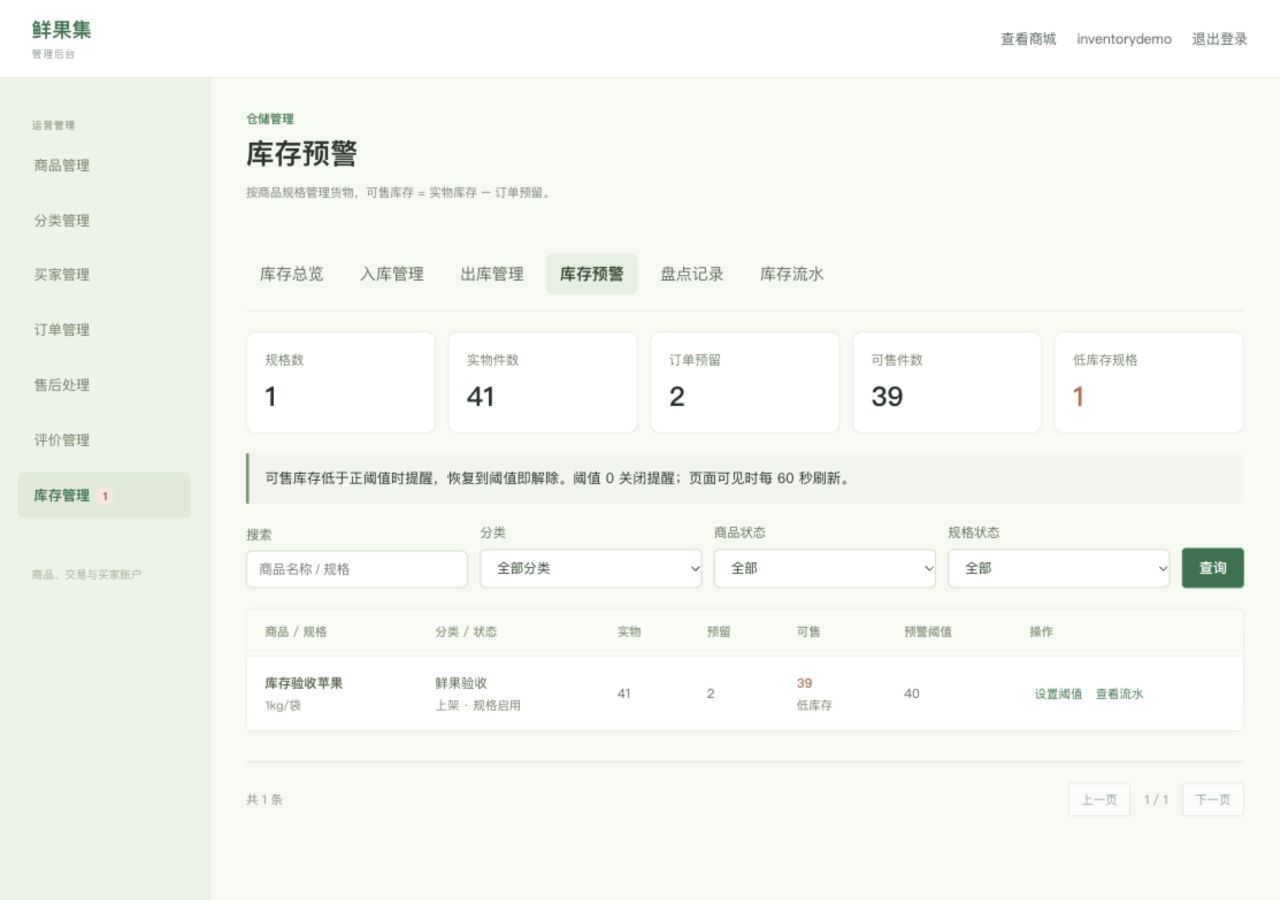 鲜果集
管理后台
查看商城 inventorydemo 退出登录
运营管理
商品管理
分类管理
买家管理
订单管理
售后处理
评价管理
库存管理 1
商品、交易与买家账户
仓储管理
库存预警
按商品规格管理货物，可售库存 = 实物库存 − 订单预留。
库存总览 入库管理 出库管理 库存预警 盘点记录 库存流水
规格数 实物件数 订单预留 可售件数 低库存规格
1 41 2 39 1
可售库存低于正阈值时提醒，恢复到阈值即解除。阈值 0 关闭提醒；页面可见时每 60 秒刷新。
搜索 分类 商品状态 规格状态
商品名称 / 规格 全部分类 全部 全部 查询
商品 / 规格 分类 / 状态 实物 预留 可售 预警阈值 操作
库存验收苹果 鲜果验收 41 2 39 40 设置阈值 查看流水
1kg/袋 上架 · 规格启用 低库存
共 1 条 上一页 1 / 1 下一页